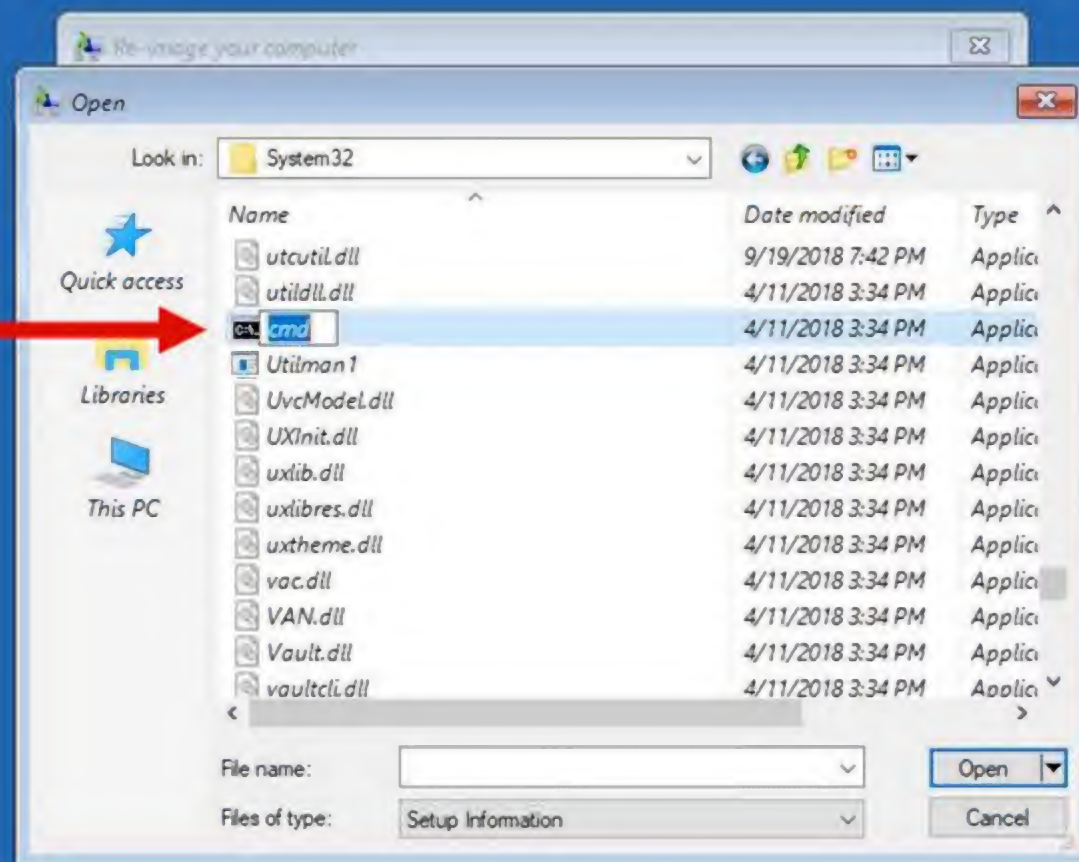 Re-image your computer
Open
Look in: System32
Name Date modified Type
Quick access
Libraries
This PC
utcutil.dll 9/19/2018 7:42 PM Applic
utildll.dll 4/11/2018 3:34 PM Applic
C:\. cmd 4/11/2018 3:34 PM Applic
Utilman1 4/11/2018 3:34 PM Applic
UvcModel.dll 4/11/2018 3:34 PM Applic
UXInit.dll 4/11/2018 3:34 PM Applic
uxlib.dll 4/11/2018 3:34 PM Applic
uxlibres.dll 4/11/2018 3:34 PM Applic
uxtheme.dll 4/11/2018 3:34 PM Applic
vac.dll 4/11/2018 3:34 PM Applic
VAN.dll 4/11/2018 3:34 PM Applic
Vault.dll 4/11/2018 3:34 PM Applic
vaultcli.dll 4/11/2018 3:34 PM Applic
File name: Open
Files of type: Setup Information Cancel